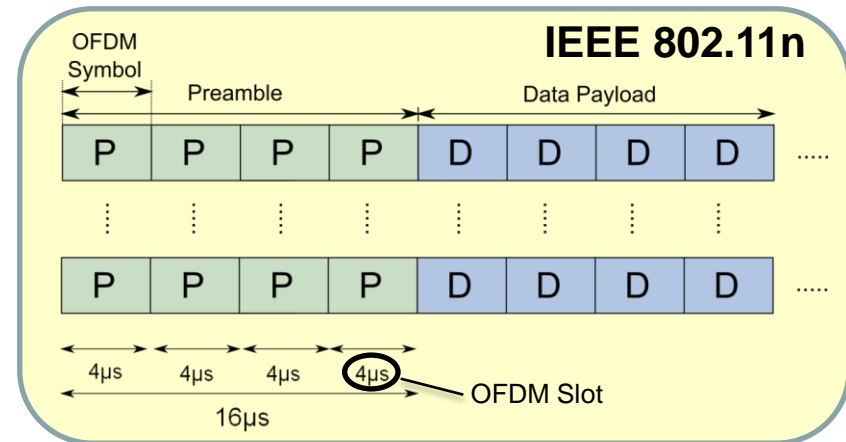 IEEE 802.11n
OFDM
Symbol
Preamble
Data Payload
P P P P D D D D .....
P P P P D D D D .....
4µs 4µs 4µs 4µs
OFDM Slot
16µs